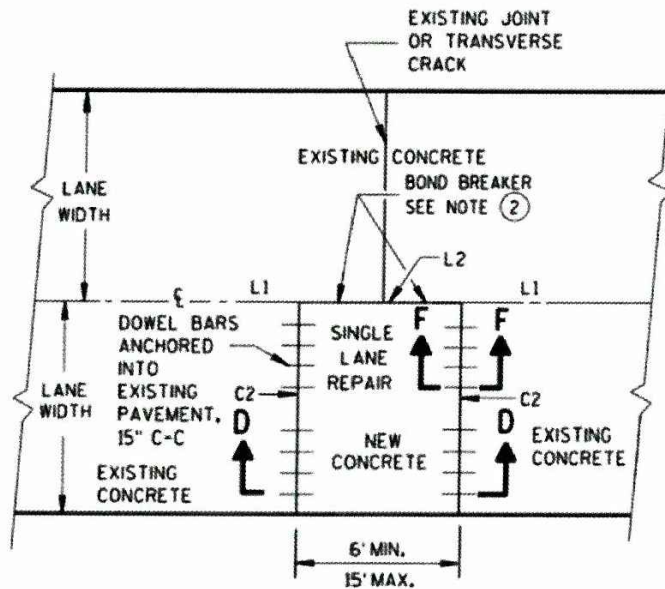 EXISTING JOINT
OR TRANSVERSE
CRACK
EXISTING CONCRETE
BOND BREAKER
SEE NOTE 2
LANE
WIDTH
L2
℄
L1
L1
DOWEL BARS
ANCHORED
INTO
EXISTING
PAVEMENT,
15" C-C
SINGLE
LANE
REPAIR
F
F
LANE
WIDTH
C2
C2
D
D
NEW
CONCRETE
EXISTING
CONCRETE
EXISTING
CONCRETE
6' MIN.
15' MAX.